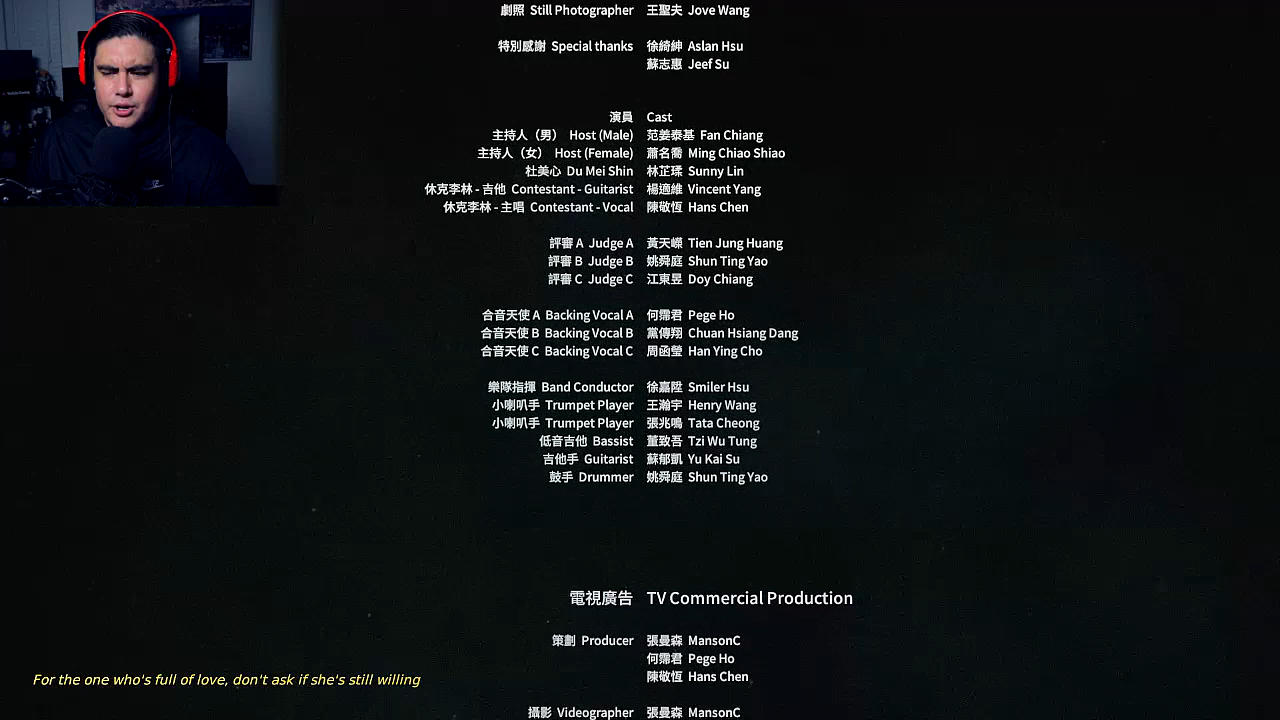 劇照 Still Photographer 王聖夫 Jove Wang
特別感謝 Special thanks 徐綺紳 Aslan Hsu
蘇志惠 Jeef Su
演員 Cast
主持人（男） Host (Male) 范姜泰基 Fan Chiang
主持人（女） Host (Female) 蕭名喬 Ming Chiao Shiao
杜美心 Du Mei Shin 林芷瑧 Sunny Lin
休克李林 - 吉他 Contestant - Guitarist 楊適維 Vincent Yang
休克李林 - 主唱 Contestant - Vocal 陳敬恆 Hans Chen
評審 A Judge A 黃天嶸 Tien Jung Huang
評審 B Judge B 姚舜庭 Shun Ting Yao
評審 C Judge C 江東昱 Doy Chiang
合音天使 A Backing Vocal A 何霈君 Pege Ho
合音天使 B Backing Vocal B 黨傳翔 Chuan Hsiang Dang
合音天使 C Backing Vocal C 周函瑩 Han Ying Cho
樂隊指揮 Band Conductor 徐嘉陞 Smiler Hsu
小喇叭手 Trumpet Player 王瀚宇 Henry Wang
小喇叭手 Trumpet Player 張兆鳴 Tata Cheong
低音吉他 Bassist 董致吾 Tzi Wu Tung
吉他手 Guitarist 蘇郁凱 Yu Kai Su
鼓手 Drummer 姚舜庭 Shun Ting Yao
電視廣告 TV Commercial Production
策劃 Producer 張曼森 MansonC
何霈君 Pege Ho
陳敬恆 Hans Chen
For the one who's full of love, don't ask if she's still willing
攝影 Videographer 張曼森 MansonC